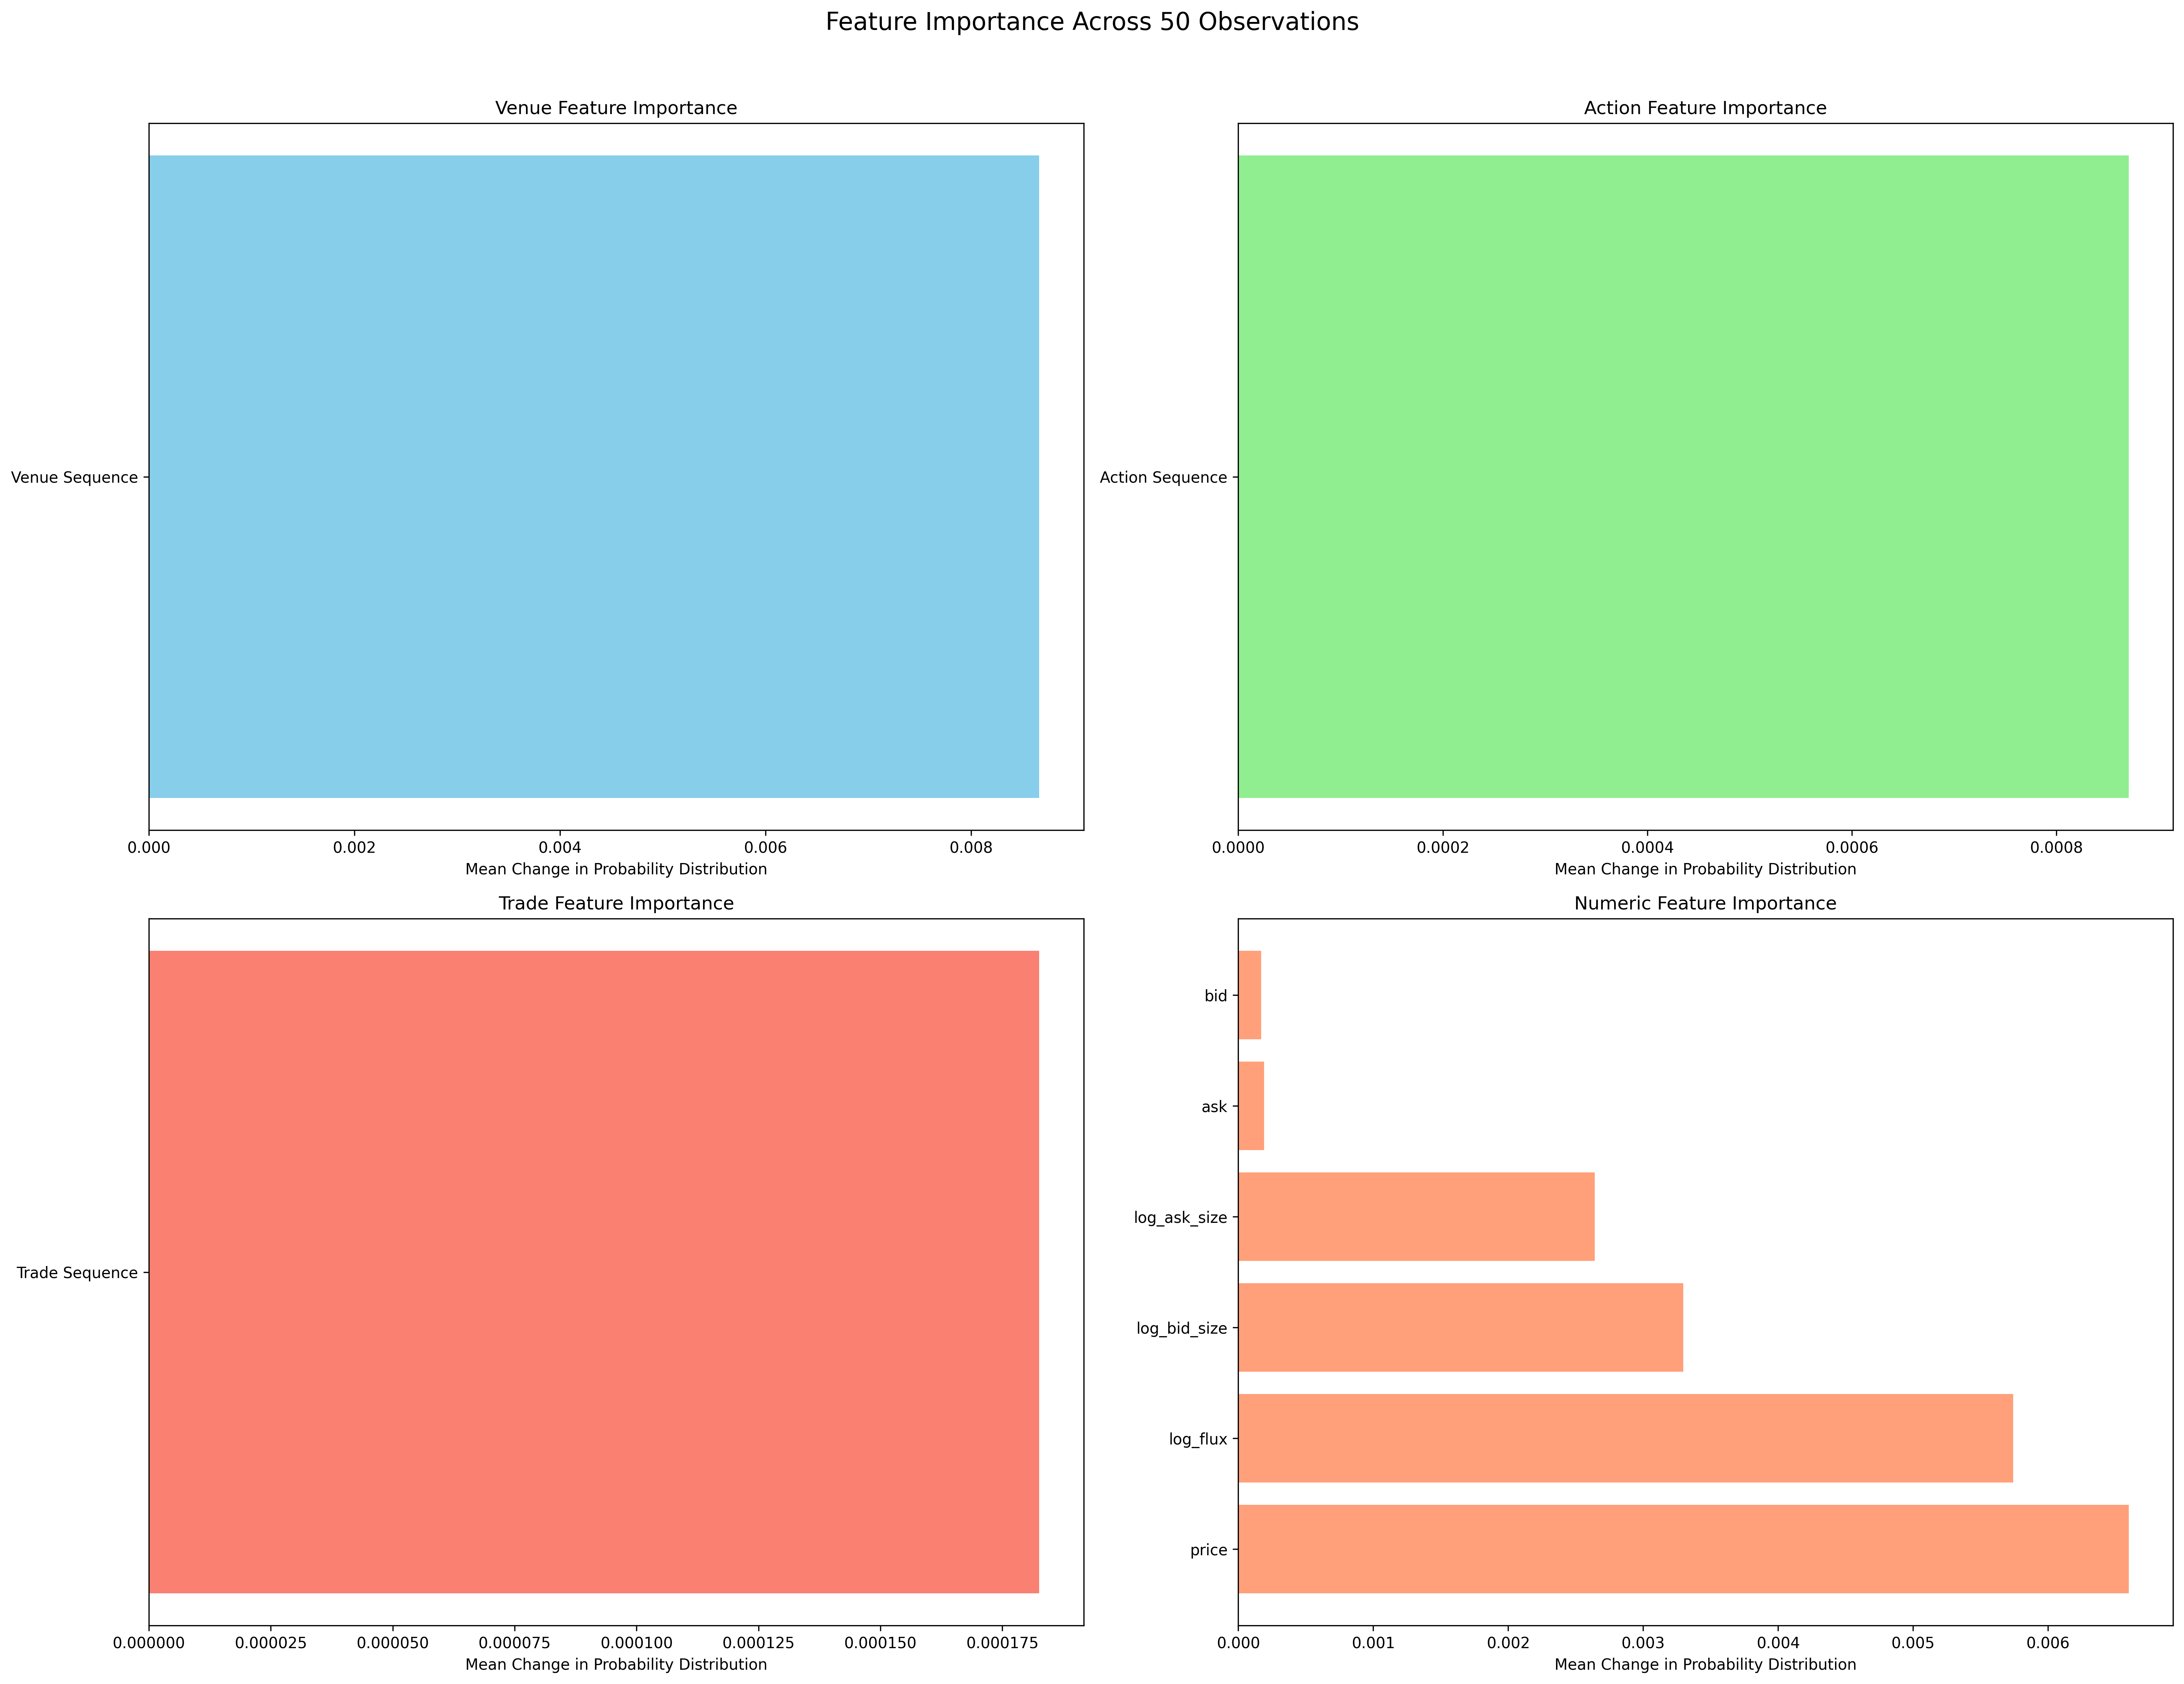 Feature Importance Across 50 Observations
Venue Feature Importance
Venue Sequence
0.000 0.002 0.004 0.006 0.008
Mean Change in Probability Distribution
Action Feature Importance
Action Sequence
0.0000 0.0002 0.0004 0.0006 0.0008
Mean Change in Probability Distribution
Trade Feature Importance
Trade Sequence
0.000000 0.000025 0.000050 0.000075 0.000100 0.000125 0.000150 0.000175
Mean Change in Probability Distribution
Numeric Feature Importance
bid
ask
log_ask_size
log_bid_size
log_flux
price
0.000 0.001 0.002 0.003 0.004 0.005 0.006
Mean Change in Probability Distribution